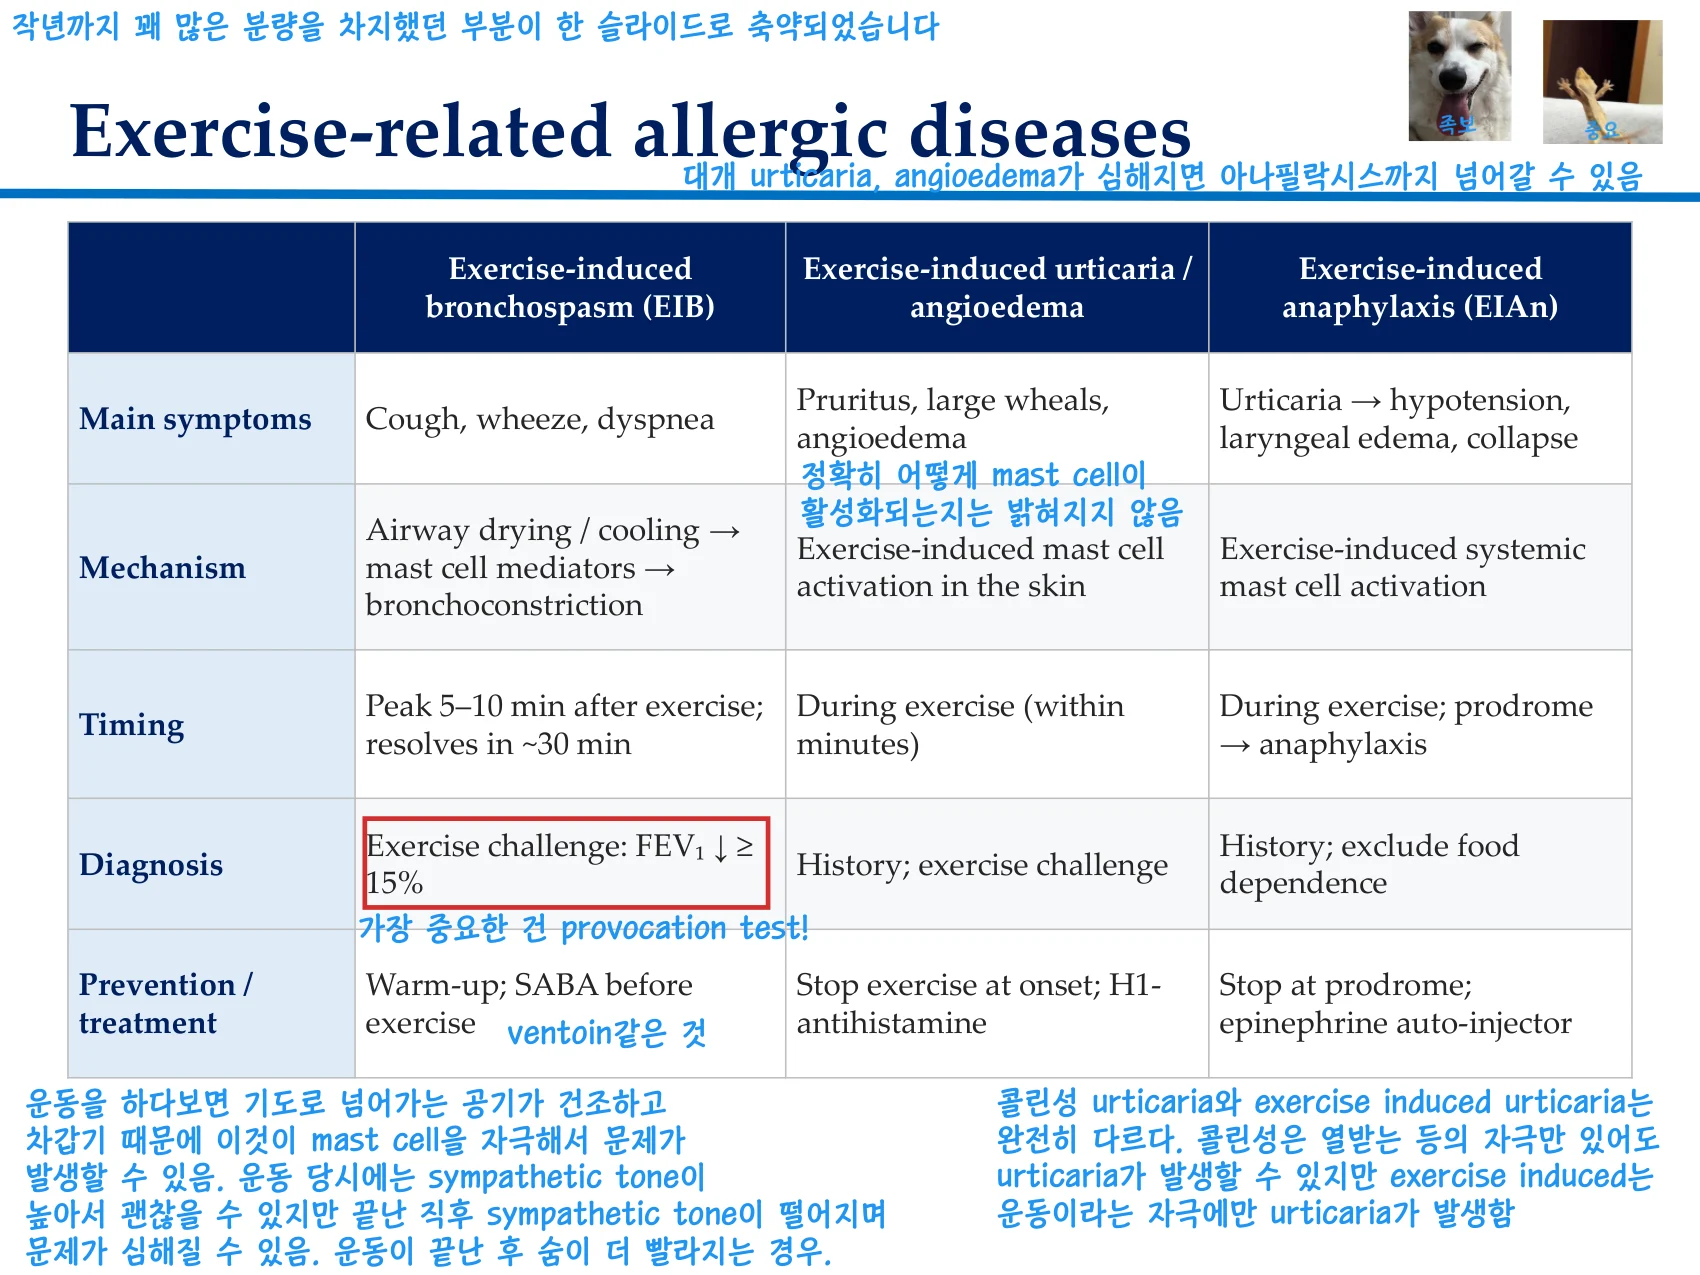 작년까지 꽤 많은 분량을 차지했던 부분이 한 슬라이드로 축약되었습니다
족보
중요
Exercise-related allergic diseases
대개 urticaria, angioedema가 심해지면 아나필락시스까지 넘어갈 수 있음
Exercise-induced
bronchospasm (EIB)
Exercise-induced urticaria /
angioedema
Exercise-induced
anaphylaxis (EIAn)
Main symptoms
Cough, wheeze, dyspnea
Pruritus, large wheals,
angioedema
Urticaria → hypotension,
laryngeal edema, collapse
정확히 어떻게 mast cell이
활성화되는지는 밝혀지지 않음
Mechanism
Airway drying / cooling →
mast cell mediators →
bronchoconstriction
Exercise-induced mast cell
activation in the skin
Exercise-induced systemic
mast cell activation
Timing
Peak 5–10 min after exercise;
resolves in ~30 min
During exercise (within
minutes)
During exercise; prodrome
→ anaphylaxis
Diagnosis
Exercise challenge: FEV₁ ↓ ≥
15%
가장 중요한 건 provocation test!
History; exercise challenge
History; exclude food
dependence
Prevention /
treatment
Warm-up; SABA before
exercise
ventoin같은 것
Stop exercise at onset; H1-
antihistamine
Stop at prodrome;
epinephrine auto-injector
운동을 하다보면 기도로 넘어가는 공기가 건조하고
차갑기 때문에 이것이 mast cell을 자극해서 문제가
발생할 수 있음. 운동 당시에는 sympathetic tone이
높아서 괜찮을 수 있지만 끝난 직후 sympathetic tone이 떨어지며
문제가 심해질 수 있음. 운동이 끝난 후 숨이 더 빨라지는 경우.
콜린성 urticaria와 exercise induced urticaria는
완전히 다르다. 콜린성은 열받는 등의 자극만 있어도
urticaria가 발생할 수 있지만 exercise induced는
운동이라는 자극에만 urticaria가 발생함